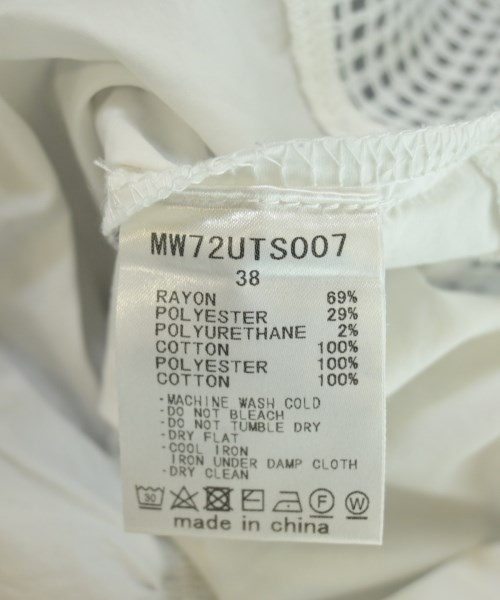 MW72UTS007
38
RAYON 69%
POLYESTER 29%
POLYURETHANE 2%
COTTON 100%
POLYESTER 100%
COTTON 100%
-MACHINE WASH COLD
-DO NOT BLEACH
-DO NOT TUMBLE DRY
-DRY FLAT
-COOL IRON
IRON UNDER DAMP CLOTH
-DRY CLEAN
30 F W
made in china